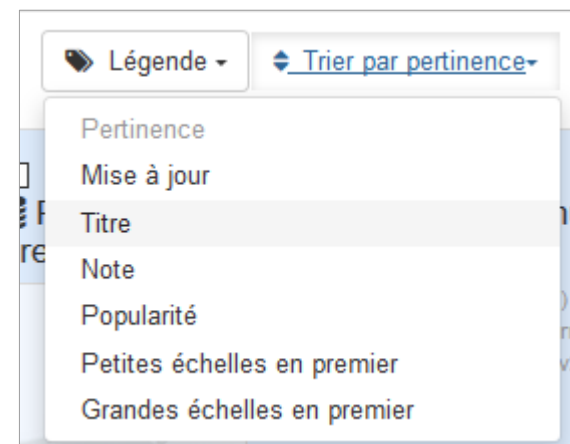 Légende Trier par pertinence
Pertinence
Mise à jour
Titre
Note
Popularité
Petites échelles en premier
Grandes échelles en premier